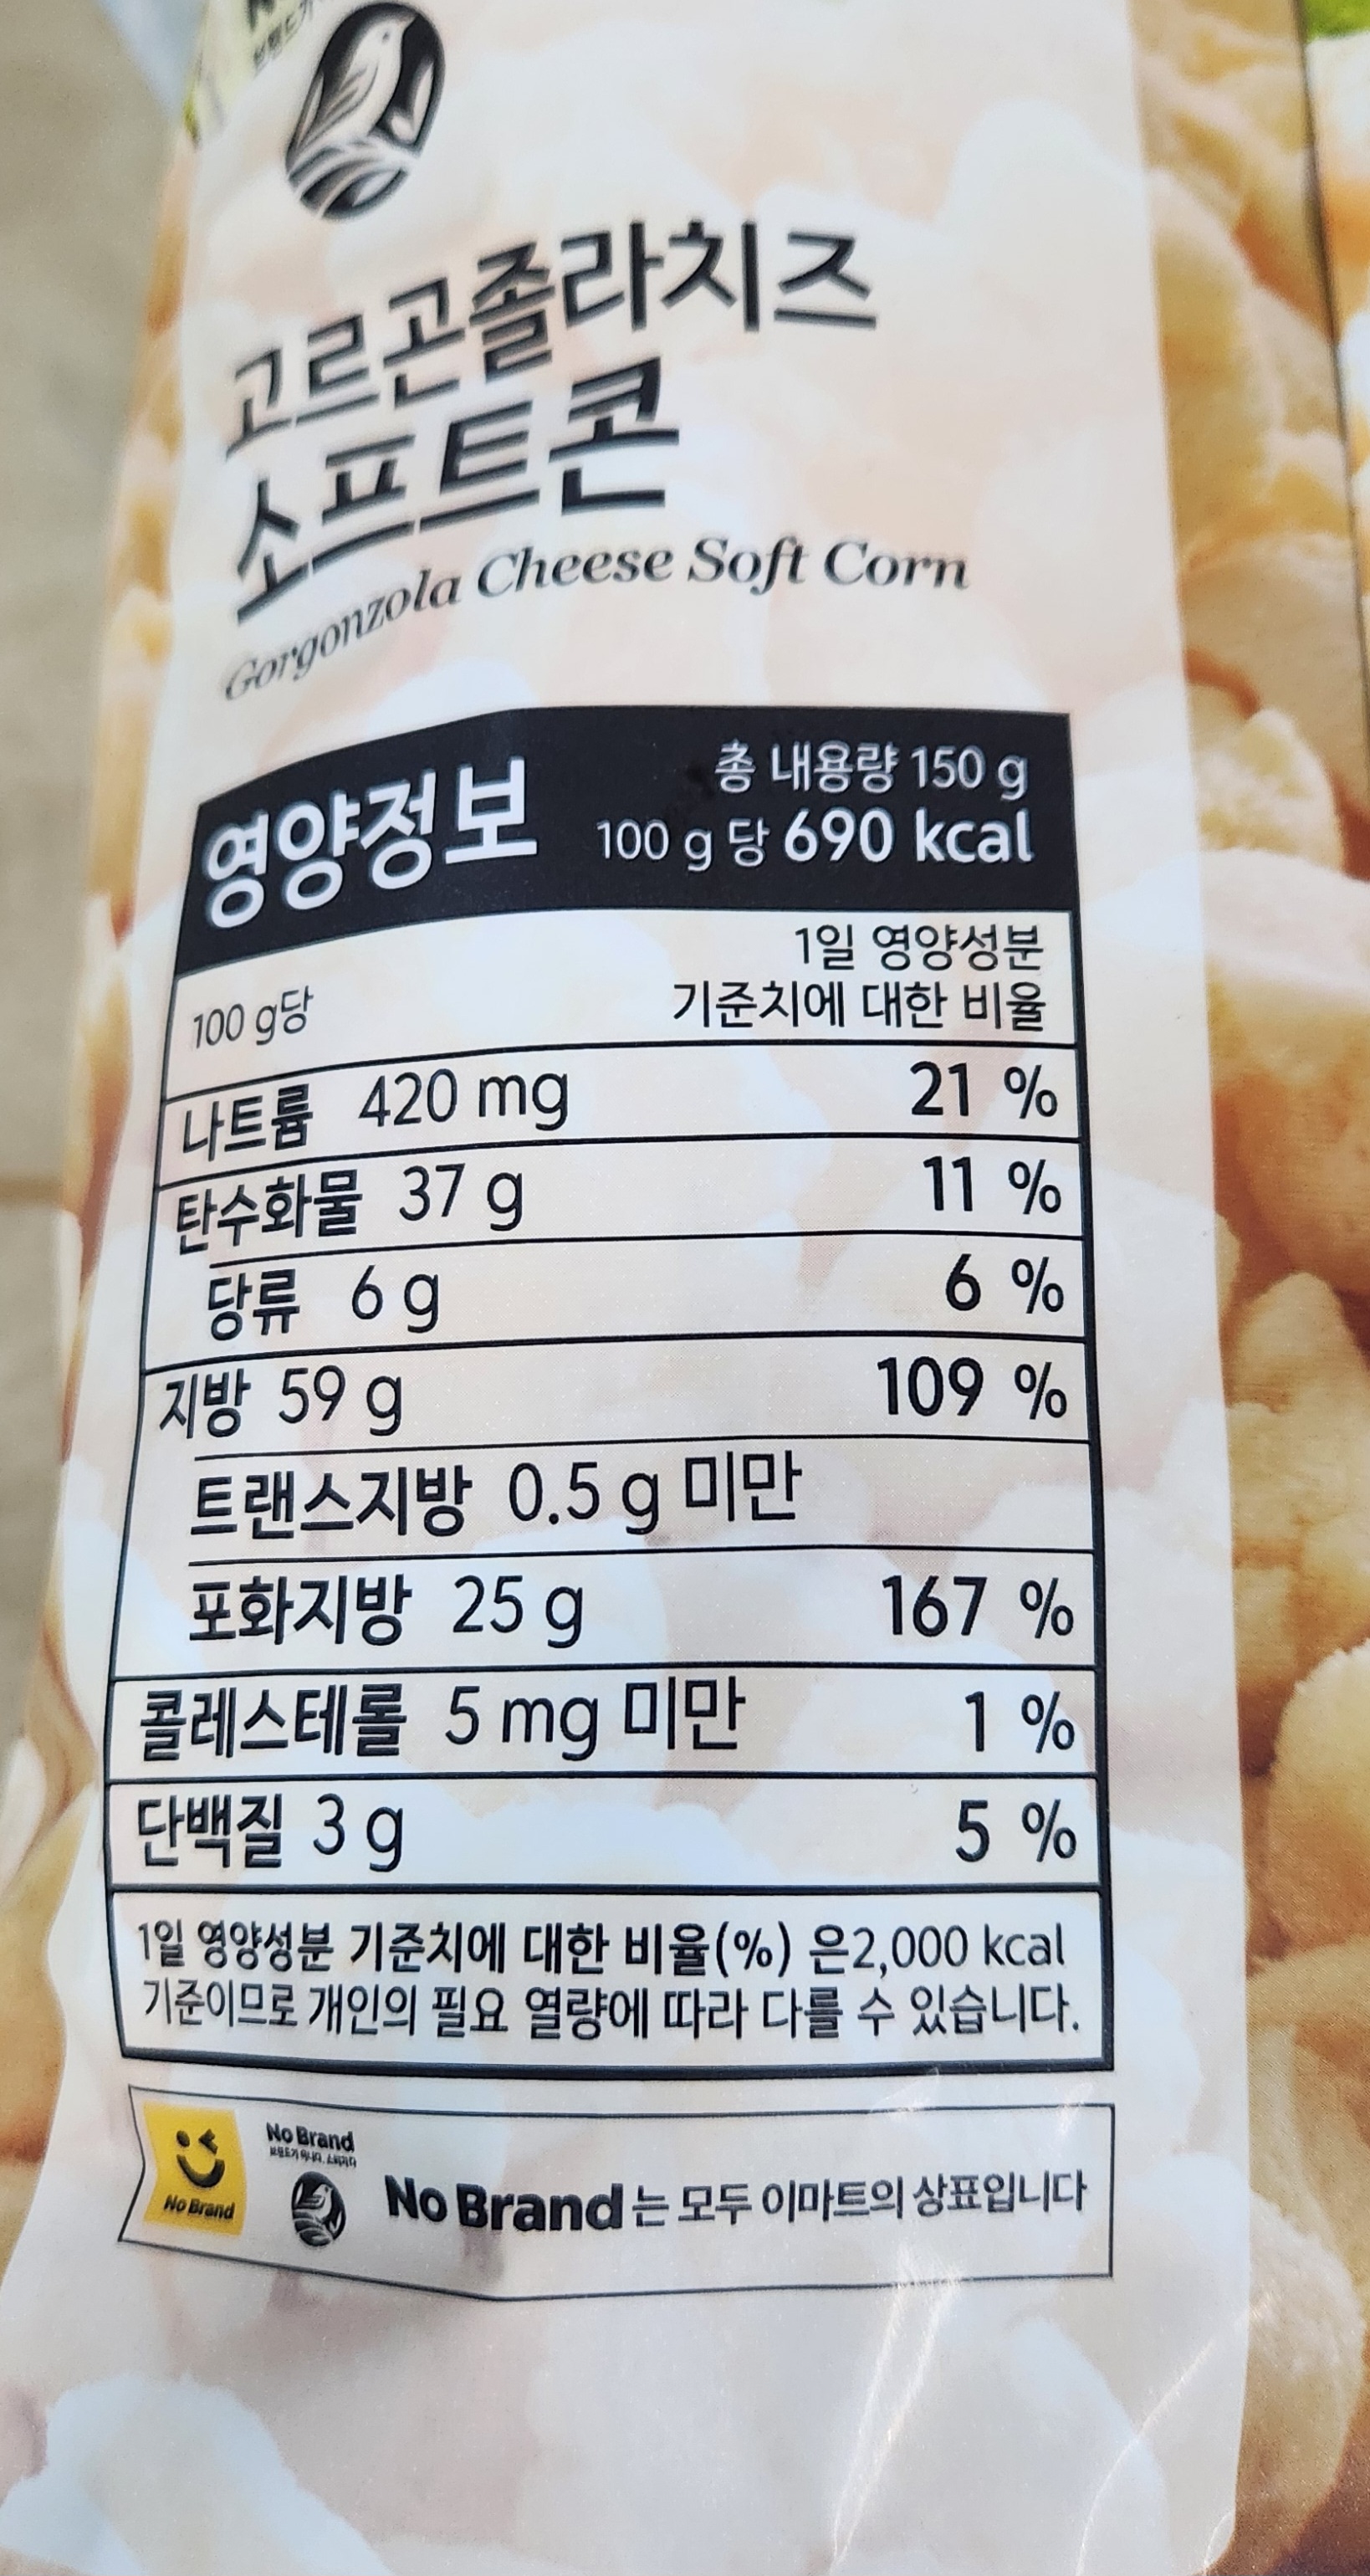 고르곤졸라치즈
소프트콘
Gorgonzola Cheese Soft Corn
영양정보
총 내용량 150 g
100 g 당 690 kcal
100 g당
1일 영양성분
기준치에 대한 비율
나트륨 420 mg 21 %
탄수화물 37 g 11 %
당류 6 g 6 %
지방 59 g 109 %
트랜스지방 0.5 g 미만
포화지방 25 g 167 %
콜레스테롤 5 mg 미만 1 %
단백질 3 g 5 %
1일 영양성분 기준치에 대한 비율(%) 은2,000 kcal
기준이므로 개인의 필요 열량에 따라 다를 수 있습니다.
No Brand
No Brand
No Brand는 모두 이마트의 상표입니다